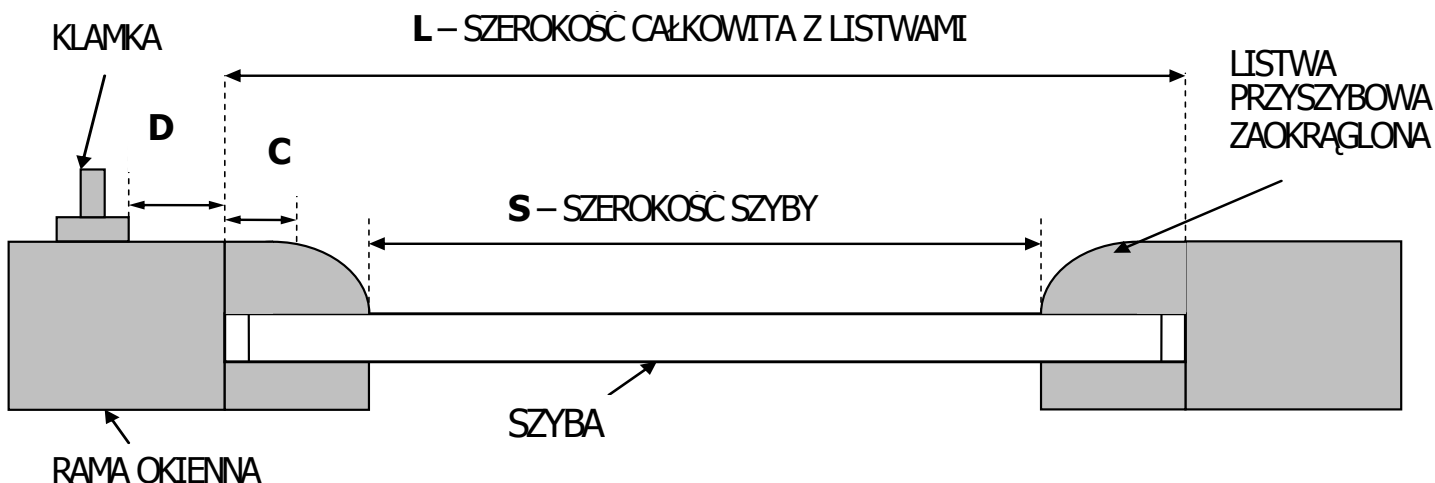 KLAMKA
L – SZEROKOŚĆ CAŁKOWITA Z LISTWAMI
LISTWA
PRZYSZYBOWA
ZAOKRĄGLONA
D
C
S – SZEROKOŚĆ SZYBY
SZYBA
RAMA OKIENNA